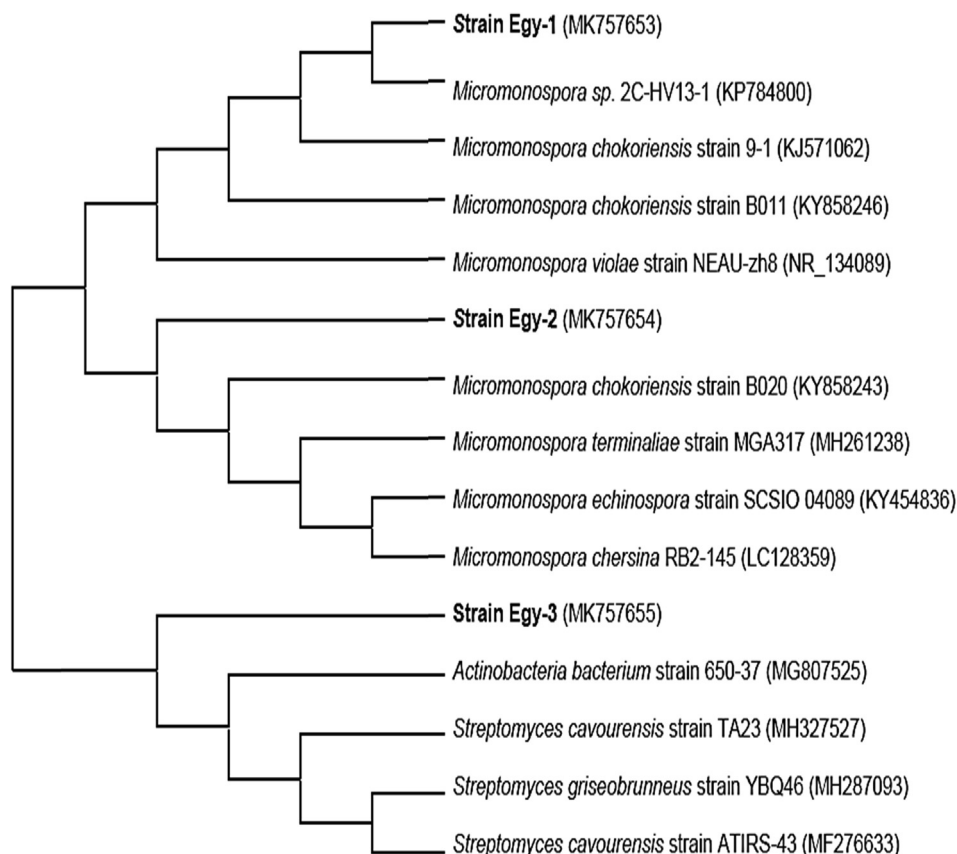 Strain Egy-1 (MK757653)
Micromonospora sp. 2C-HV13-1 (KP784800)
Micromonospora chokoriensis strain 9-1 (KJ571062)
Micromonospora chokoriensis strain B011 (KY858246)
Micromonospora violae strain NEAU-zh8 (NR_134089)
Strain Egy-2 (MK757654)
Micromonospora chokoriensis strain B020 (KY858243)
Micromonospora terminaliae strain MGA317 (MH261238)
Micromonospora echinospora strain SCSIO 04089 (KY454836)
Micromonospora chersina RB2-145 (LC128359)
Strain Egy-3 (MK757655)
Actinobacteria bacterium strain 650-37 (MG807525)
Streptomyces cavourensis strain TA23 (MH327527)
Streptomyces griseobrunneus strain YBQ46 (MH287093)
Streptomyces cavourensis strain ATIRS-43 (MF276633)